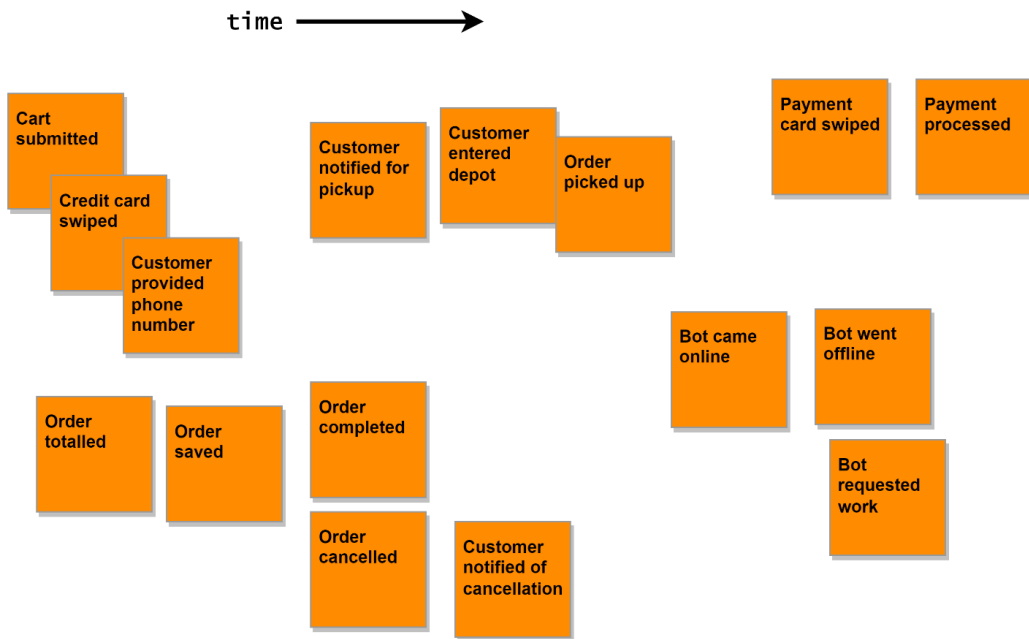 time
Cart
submitted
Credit card
swiped
Customer
provided
phone
number
Customer
notified for
pickup
Customer
entered
depot
Order
picked up
Payment
card swiped
Payment
processed
Bot came
online
Bot went
offline
Bot
requested
work
Order
totalled
Order
saved
Order
completed
Order
cancelled
Customer
notified of
cancellation